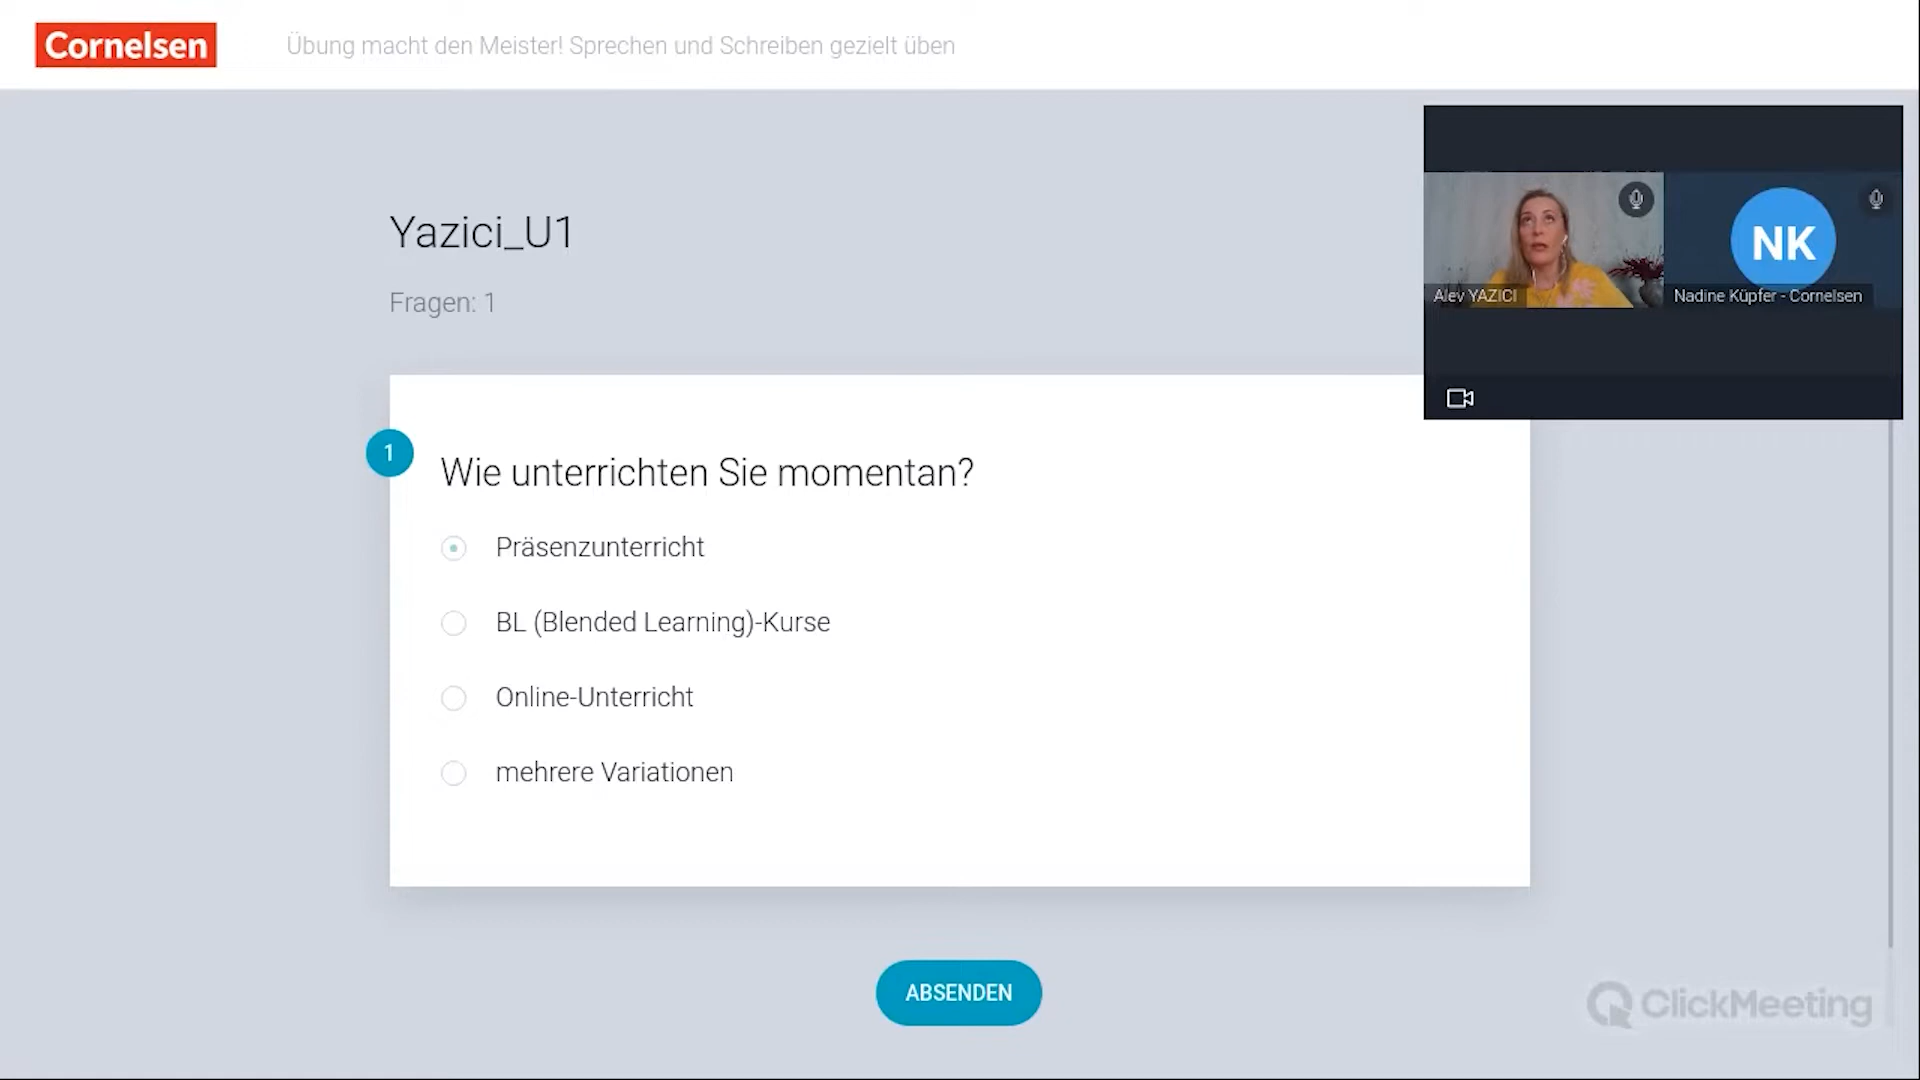 Cornelsen
Übung macht den Meister! Sprechen und Schreiben gezielt üben
Yazici_U1
Fragen: 1
NK
Alev YAZICI
Nadine Küpfer - Cornelsen
1
Wie unterrichten Sie momentan?
Präsenzunterricht
BL (Blended Learning)-Kurse
Online-Unterricht
mehrere Variationen
ABSENDEN
ClickMeeting